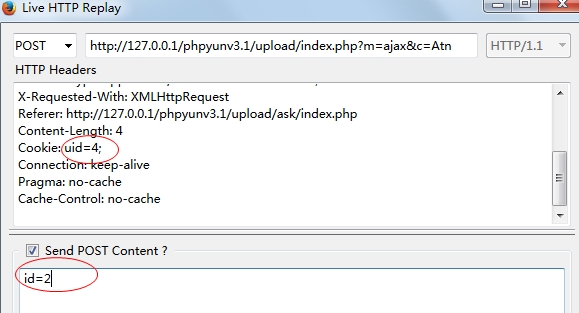 Live HTTP Replay
POST http://127.0.0.1/phpyunv3.1/upload/index.php?m=ajax&c=Atn HTTP/1.1
HTTP Headers
X-Requested-With: XMLHttpRequest
Referer: http://127.0.0.1/phpyunv3.1/upload/ask/index.php
Content-Length: 4
Cookie: uid=4;
Connection: keep-alive
Pragma: no-cache
Cache-Control: no-cache
Send POST Content ?
id=2